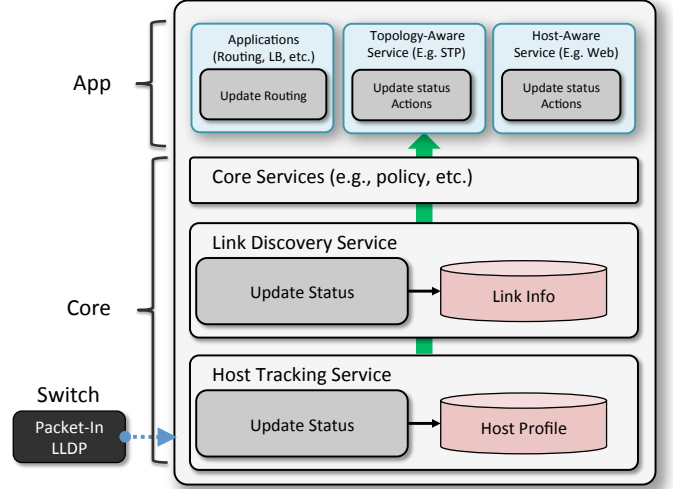 App
Applications
(Routing, LB, etc.)
Update Routing
Topology-Aware
Service (E.g. STP)
Update status
Actions
Host-Aware
Service (E.g. Web)
Update status
Actions
Core Services (e.g., policy, etc.)
Core
Link Discovery Service
Update Status
Link Info
Host Tracking Service
Update Status
Host Profile
Switch
Packet-In
LLDP